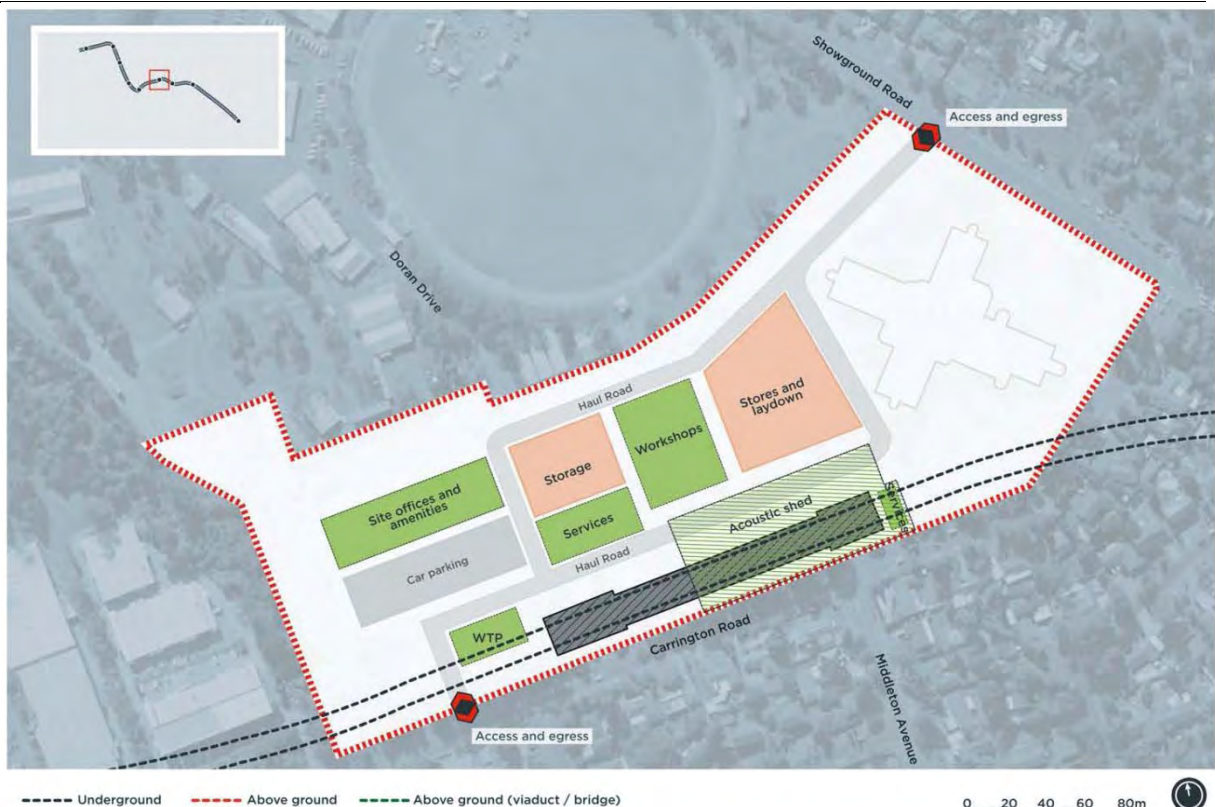 Showground Road
Access and egress
Doran Drive
Haul Road
Stores and
laydown
Workshops
Storage
Site offices and
amenities
Services
Acoustic shed
Services
Car parking
Haul Road
WTP
Carrington Road
Middleton Avenue
Access and egress
Underground
Above ground
Above ground (viaduct / bridge)
0 20 40 60 80m